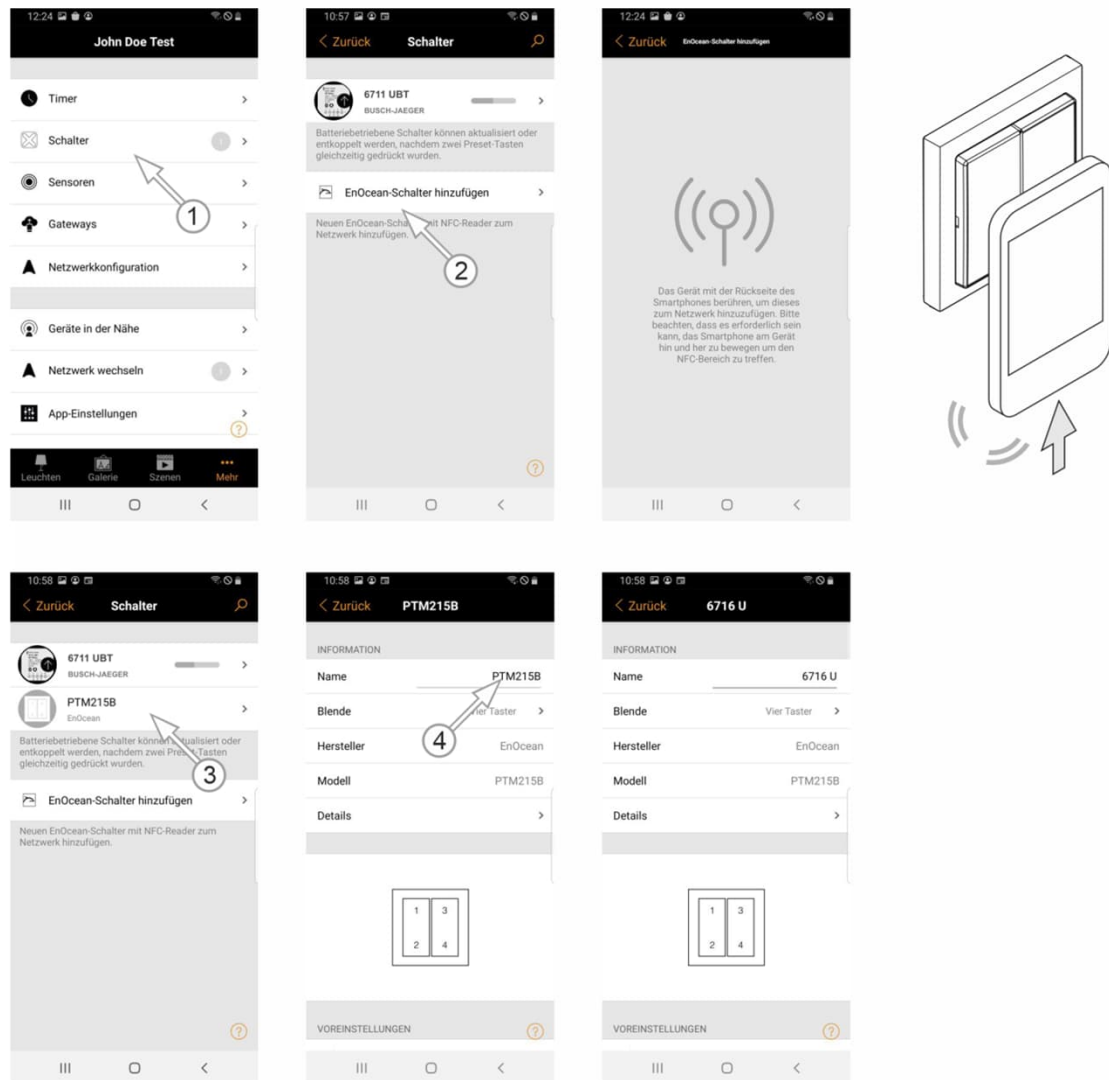 12:24
John Doe Test
Timer
Schalter
1
Sensoren
Gateways
Netzwerkkonfiguration
Geräte in der Nähe
Netzwerk wechseln
App-Einstellungen
?
Leuchten Galerie Szenen Mehr
10:57
Zurück Schalter
6711 UBT
BUSCH-JAEGER
Batteriebetriebene Schalter können aktualisiert oder
entkoppelt werden, nachdem zwei Preset-Tasten
gleichzeitig gedrückt wurden.
EnOcean-Schalter hinzufügen
Neuen EnOcean-Scha mit NFC-Reader zum
Netzwerk hinzufügen.
2
?
12:24
Zurück EnOcean-Schalter hinzufügen
Das Gerät mit der Rückseite des
Smartphones berühren, um dieses
zum Netzwerk hinzuzufügen. Bitte
beachten, dass es erforderlich sein
kann, das Smartphone am Gerät
hin und her zu bewegen um den
NFC-Bereich zu treffen.
10:58
Zurück Schalter
6711 UBT
BUSCH-JAEGER
PTM215B
EnOcean
Batteriebetriebene Schalter können aktualisiert oder
entkoppelt werden, nachdem zwei Preset-Tasten
gleichzeitig gedrückt wurden.
3
EnOcean-Schalter hinzufügen
Neuen EnOcean-Schalter mit NFC-Reader zum
Netzwerk hinzufügen.
?
10:58
Zurück PTM215B
INFORMATION
Name PTM215B
Blende Vier Taster
4
Hersteller EnOcean
Modell PTM215B
Details
1 3
2 4
VOREINSTELLUNGEN ?
10:58
Zurück 6716 U
INFORMATION
Name 6716 U
Blende Vier Taster
Hersteller EnOcean
Modell PTM215B
Details
1 3
2 4
VOREINSTELLUNGEN ?